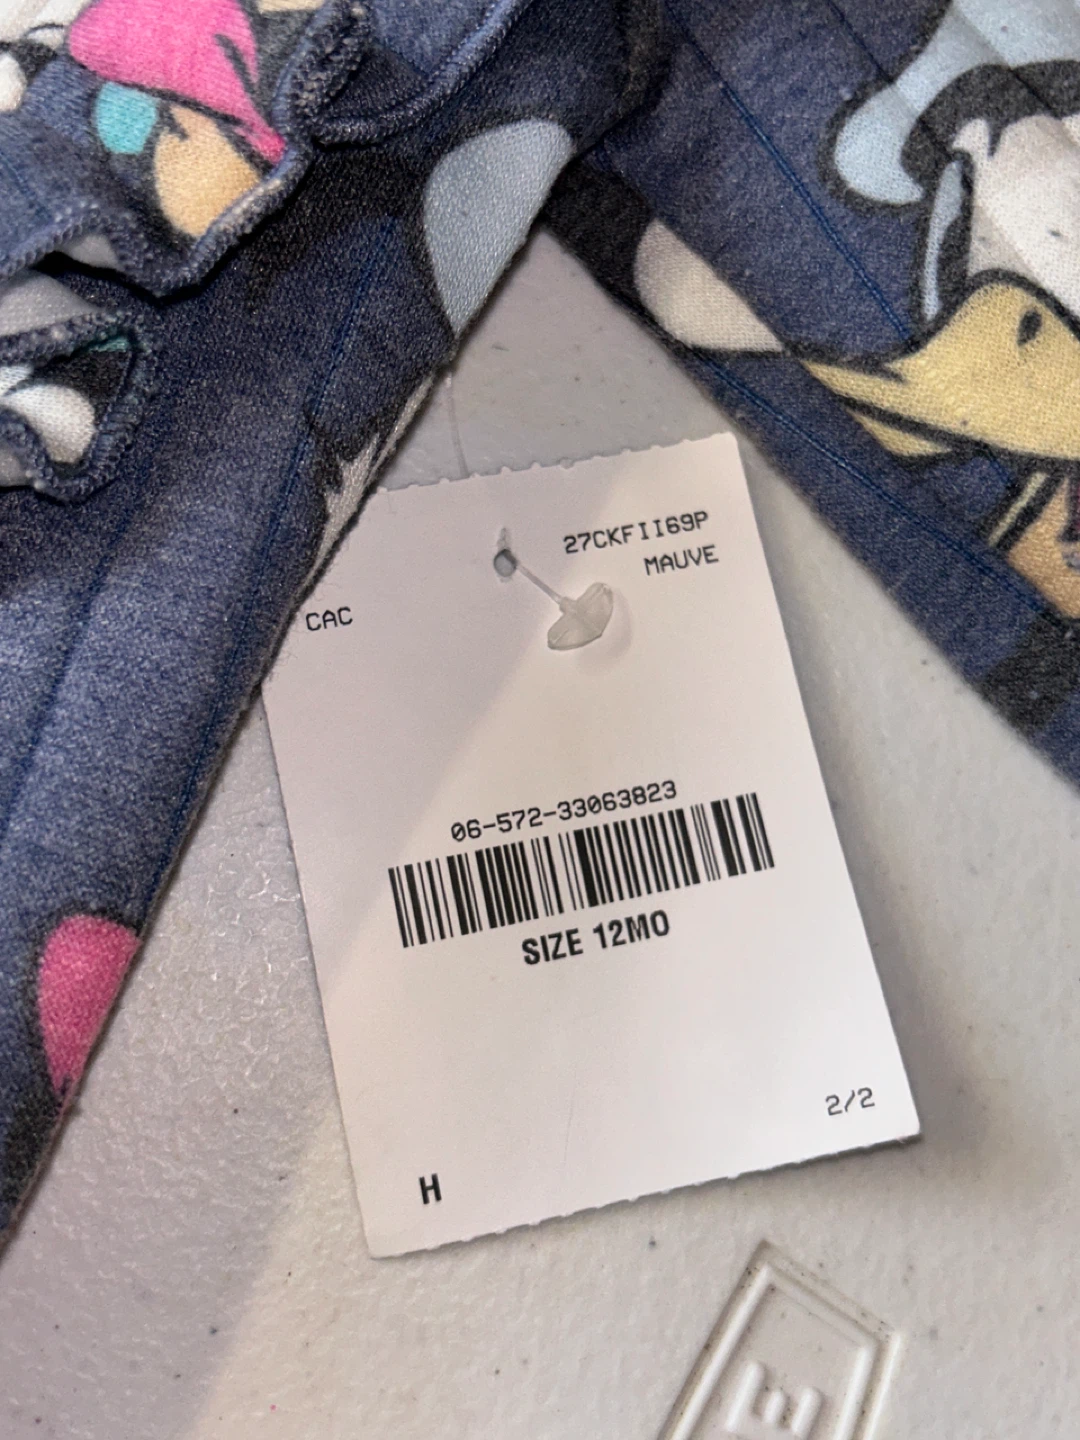 27CKFII69P
MAUVE
CAC
06-572-33063823
SIZE 12MO
2/2
H